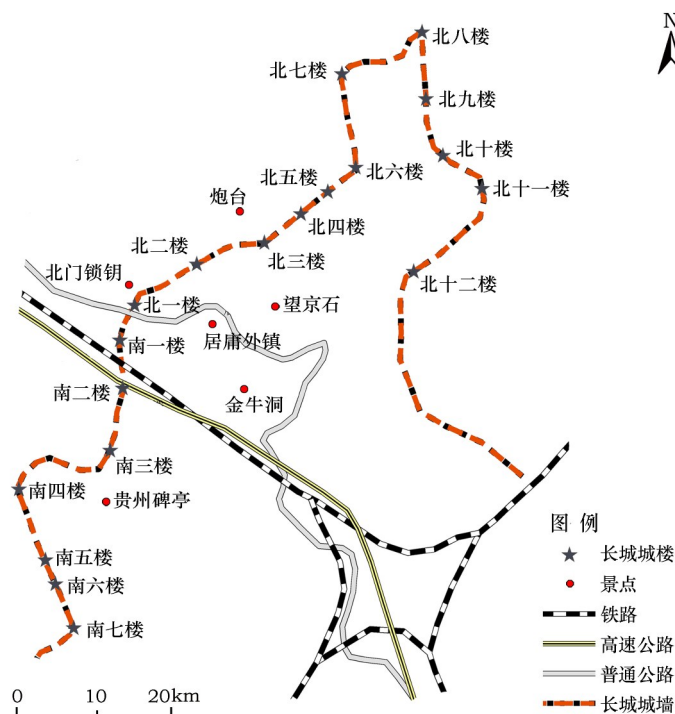 N
北八楼
北七楼
北九楼
北十楼
北六楼
北五楼
北十一楼
炮台
北四楼
北三楼
北二楼
北十二楼
北门锁钥
北一楼
望京石
居庸外镇
南一楼
南二楼
金牛洞
南三楼
南四楼
贵州碑亭
南五楼
南六楼
南七楼
图例
长城城楼
景点
铁路
高速公路
普通公路
长城城墙
0 10 20km